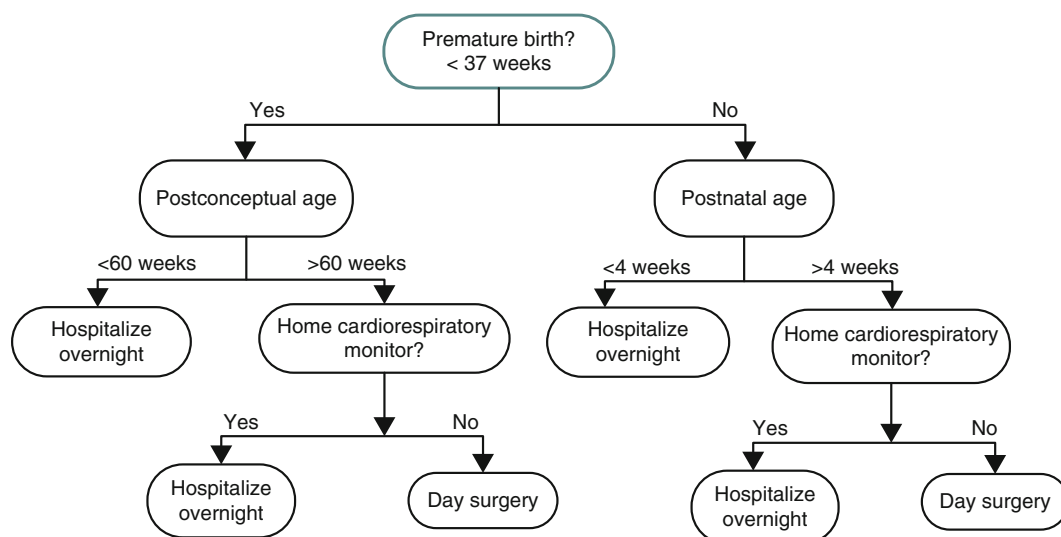 Premature birth?
< 37 weeks
Yes
No
Postconceptual age
Postnatal age
<60 weeks
>60 weeks
<4 weeks
>4 weeks
Hospitalize
overnight
Home cardiorespiratory
monitor?
Hospitalize
overnight
Home cardiorespiratory
monitor?
Yes
No
Yes
No
Hospitalize
overnight
Day surgery
Hospitalize
overnight
Day surgery